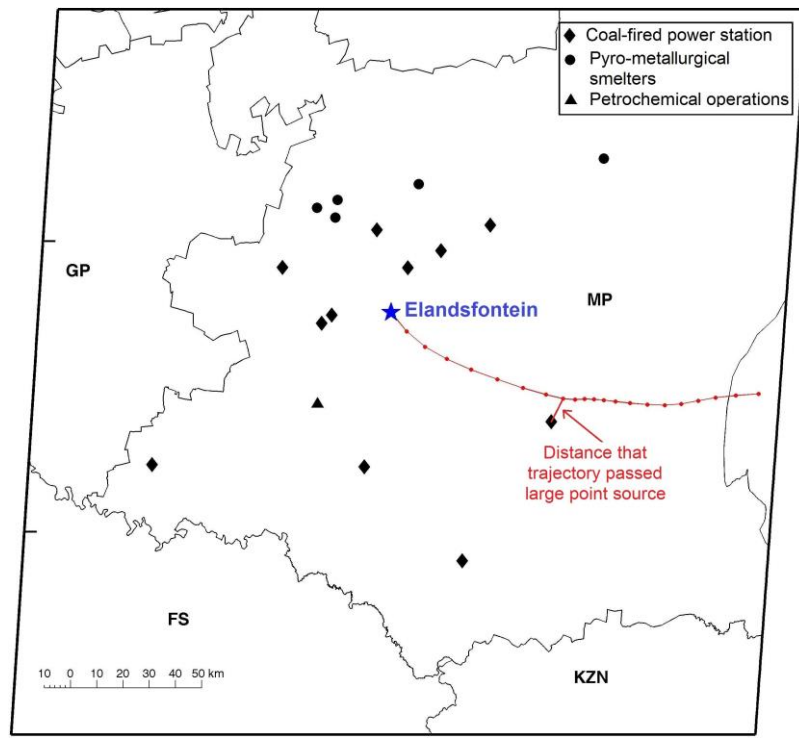 Coal-fired power station
Pyro-metallurgical
smelters
Petrochemical operations
GP
MP
Elandsfontein
Distance that
trajectory passed
large point source
FS
KZN
10 0 10 20 30 40 50 km